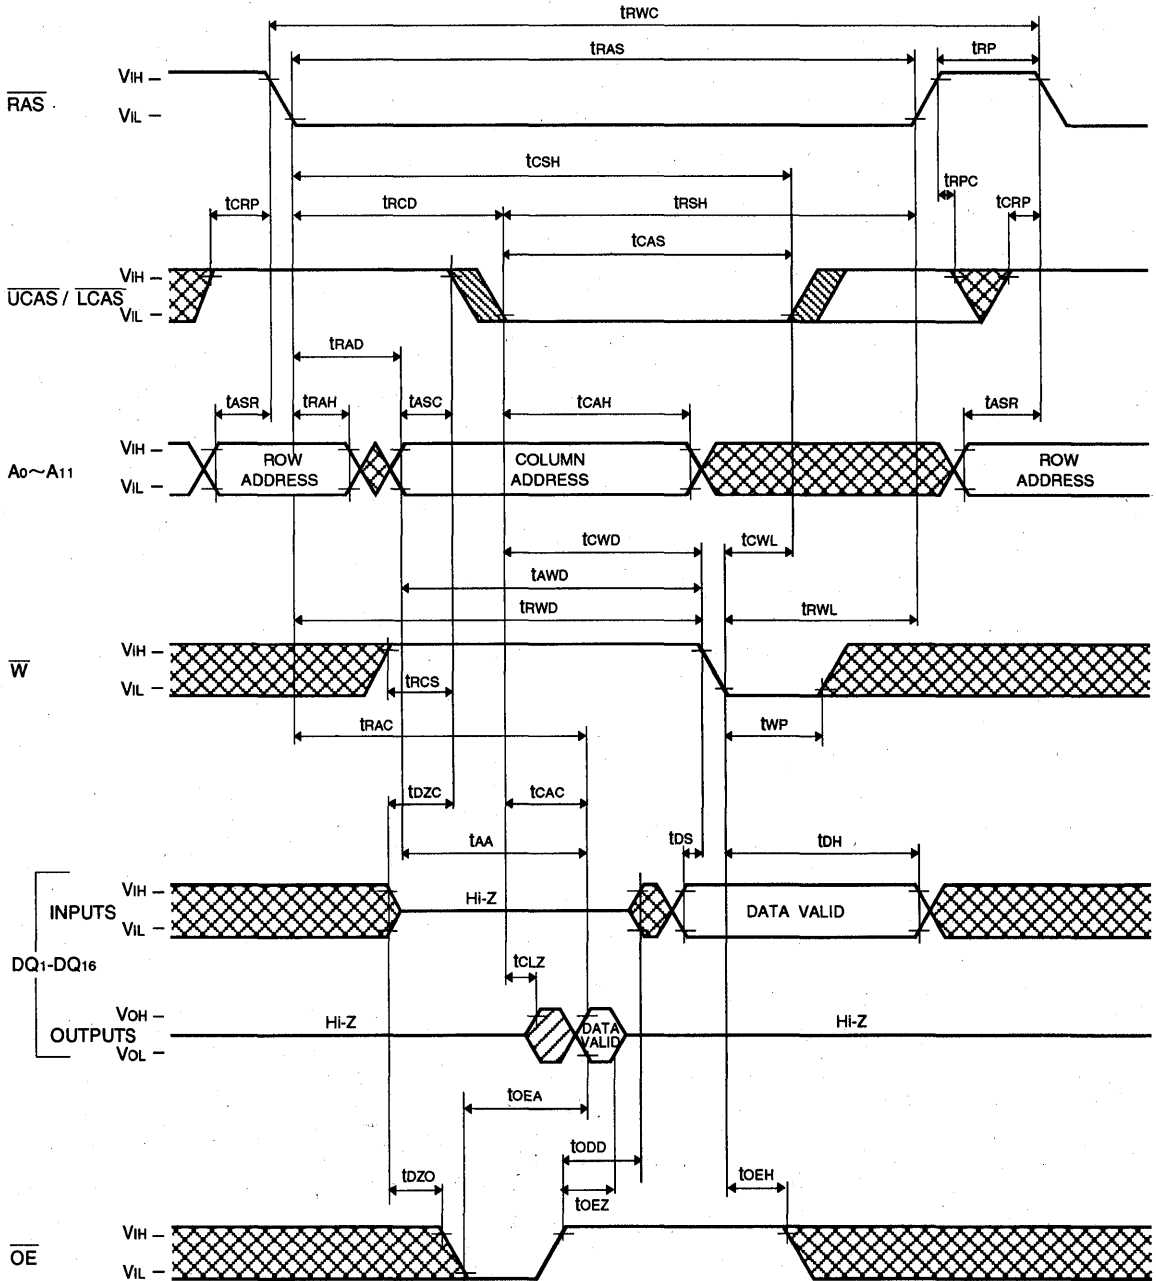 tRWC
tRAS
tRP
RAS
VIH
VIL
tCSH
tRPC
tCRP
tRCD
tRSH
tCRP
tCAS
UCAS / LCAS
VIH
VIL
tRAD
tASR
tRAH
tASC
tCAH
tASR
A0~A11
VIH
VIL
ROW ADDRESS
COLUMN ADDRESS
ROW ADDRESS
tCWD
tCWL
tAWD
tRWD
tRWL
W
VIH
VIL
tRCS
tRAC
tWP
tDZC
tCAC
tAA
tDS
tDH
DQ1-DQ16
INPUTS
VIH
VIL
Hi-Z
DATA VALID
tCLZ
OUTPUTS
VOH
VOL
Hi-Z
DATA VALID
Hi-Z
tOEA
tODD
tDZO
tOEZ
tOEH
OE
VIH
VIL